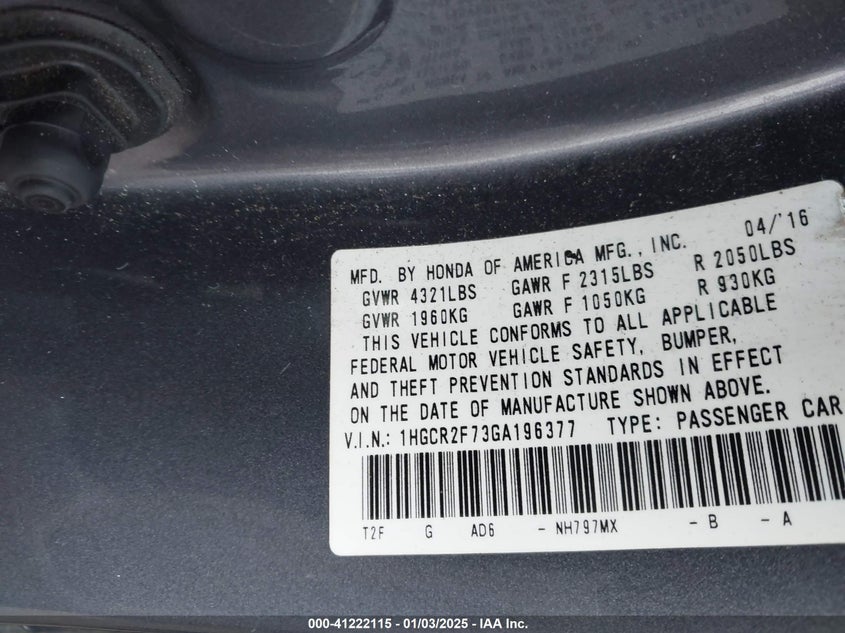 MFD. BY HONDA OF AMERICA MFG., INC. 04/'16
GVWR 4321LBS GAWR F 2315LBS R 2050LBS
GVWR 1960KG GAWR F 1050KG R 930KG
THIS VEHICLE CONFORMS TO ALL APPLICABLE
FEDERAL MOTOR VEHICLE SAFETY, BUMPER,
AND THEFT PREVENTION STANDARDS IN EFFECT
ON THE DATE OF MANUFACTURE SHOWN ABOVE.
V.I.N.: 1HGCR2F73GA196377 TYPE: PASSENGER CAR
T2F G AD6 - NH797MX - B - A
000-41222115 - 01/03/2025 - IAA Inc.